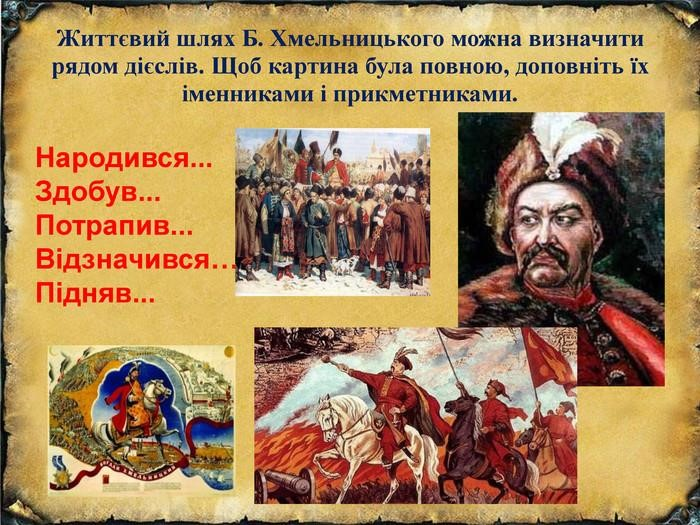 Життєвий шлях Б. Хмельницького можна визначити
рядом дієслів. Щоб картина була повною, доповніть їх
іменниками і прикметниками.
Народився...
Здобув...
Потрапив...
Відзначився...
Підняв...